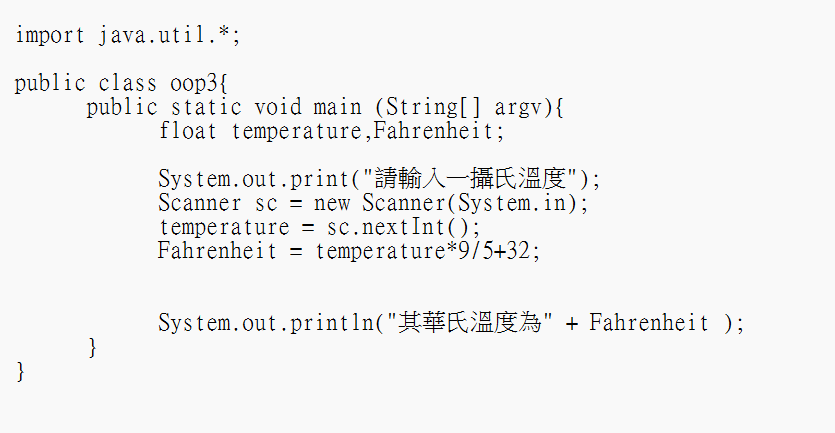 import java.util.*;
public class oop3{
public static void main (String[] argv){
float temperature,Fahrenheit;
System.out.print("請輸入一攝氏溫度");
Scanner sc = new Scanner(System.in);
temperature = sc.nextInt();
Fahrenheit = temperature*9/5+32;
System.out.println("其華氏溫度為" + Fahrenheit );
}
}